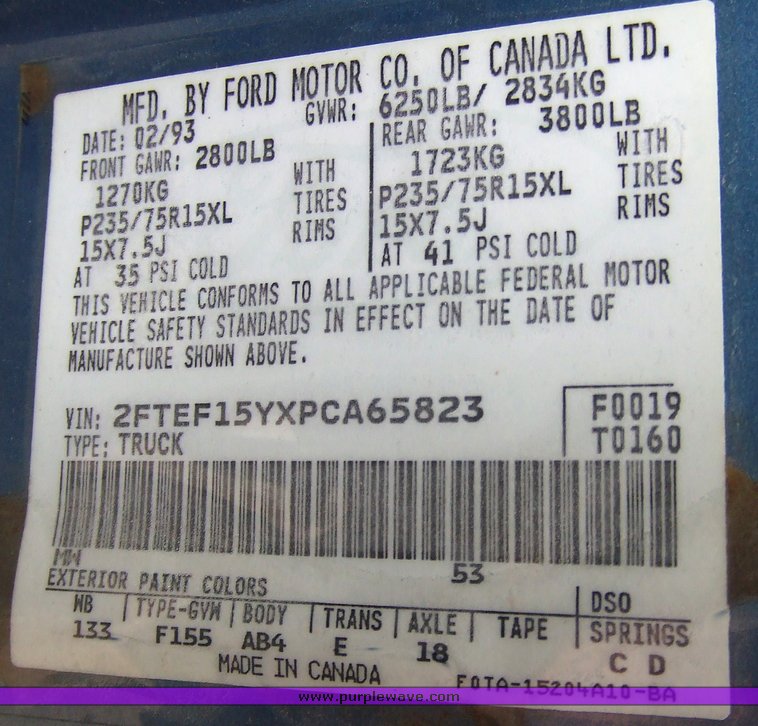 MFD. BY FORD MOTOR CO. OF CANADA LTD.
DATE: 02/93 GVWR: 6250LB/ 2834KG
FRONT GAWR: 2800LB
1270KG WITH
P235/75R15XL TIRES
15X7.5J RIMS
AT 35 PSI COLD
REAR GAWR: 3800LB
1723KG WITH
P235/75R15XL TIRES
15X7.5J RIMS
AT 41 PSI COLD
THIS VEHICLE CONFORMS TO ALL APPLICABLE FEDERAL MOTOR
VEHICLE SAFETY STANDARDS IN EFFECT ON THE DATE OF
MANUFACTURE SHOWN ABOVE.
VIN: 2FTEF15YXPCA65823 F0019
TYPE: TRUCK T0160
MW 53
EXTERIOR PAINT COLORS DSO
WB TYPE-GVW BODY TRANS AXLE TAPE SPRINGS
133 F155 AB4 E 18 C D
MADE IN CANADA F0TA-15204A10-BA
www.purplewave.com